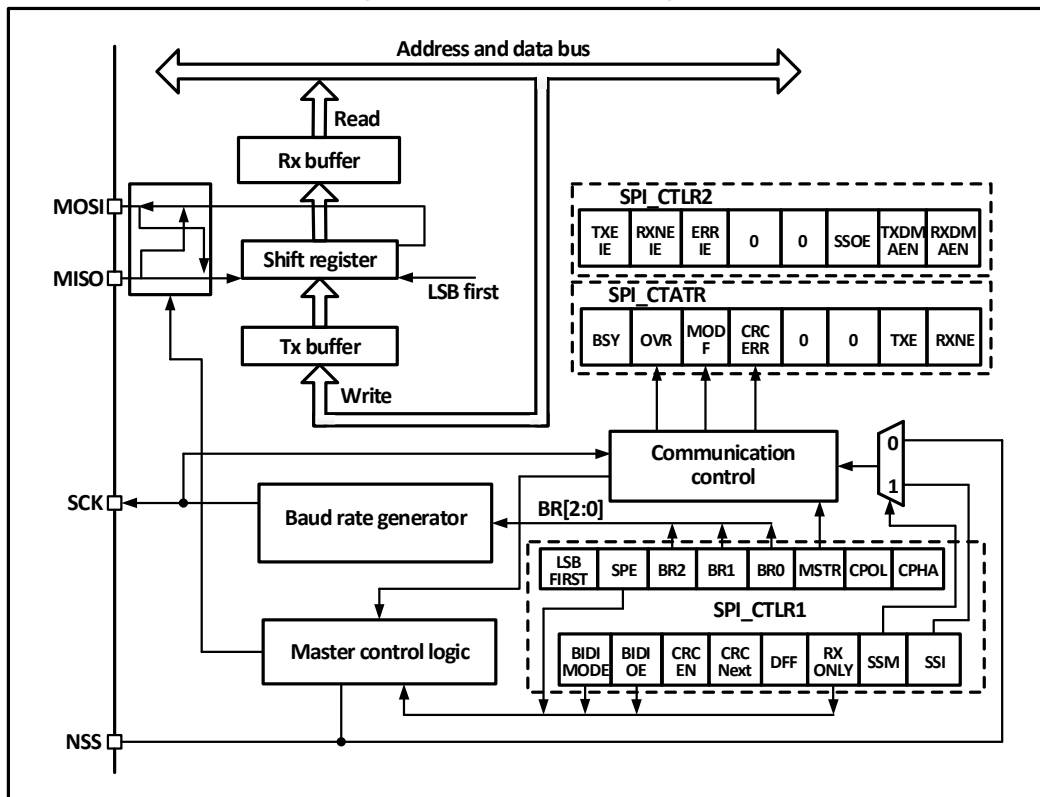 Address and data bus
Read
Rx buffer
MOSI
Shift register
MISO
LSB first
Tx buffer
Write
SPI_CTLR2
TXE
IE
RXNE
IE
ERR
IE
0
0
SSOE
TXDM
AEN
RXDM
AEN
SPI_CTATR
BSY
OVR
MOD
F
CRC
ERR
0
0
TXE
RXNE
Communication
control
0
1
SCK
Baud rate generator
BR[2:0]
LSB
FIRST
SPE
BR2
BR1
BR0
MSTR
CPOL
CPHA
SPI_CTLR1
Master control logic
BIDI
MODE
BIDI
OE
CRC
EN
CRC
Next
DFF
RX
ONLY
SSM
SSI
NSS